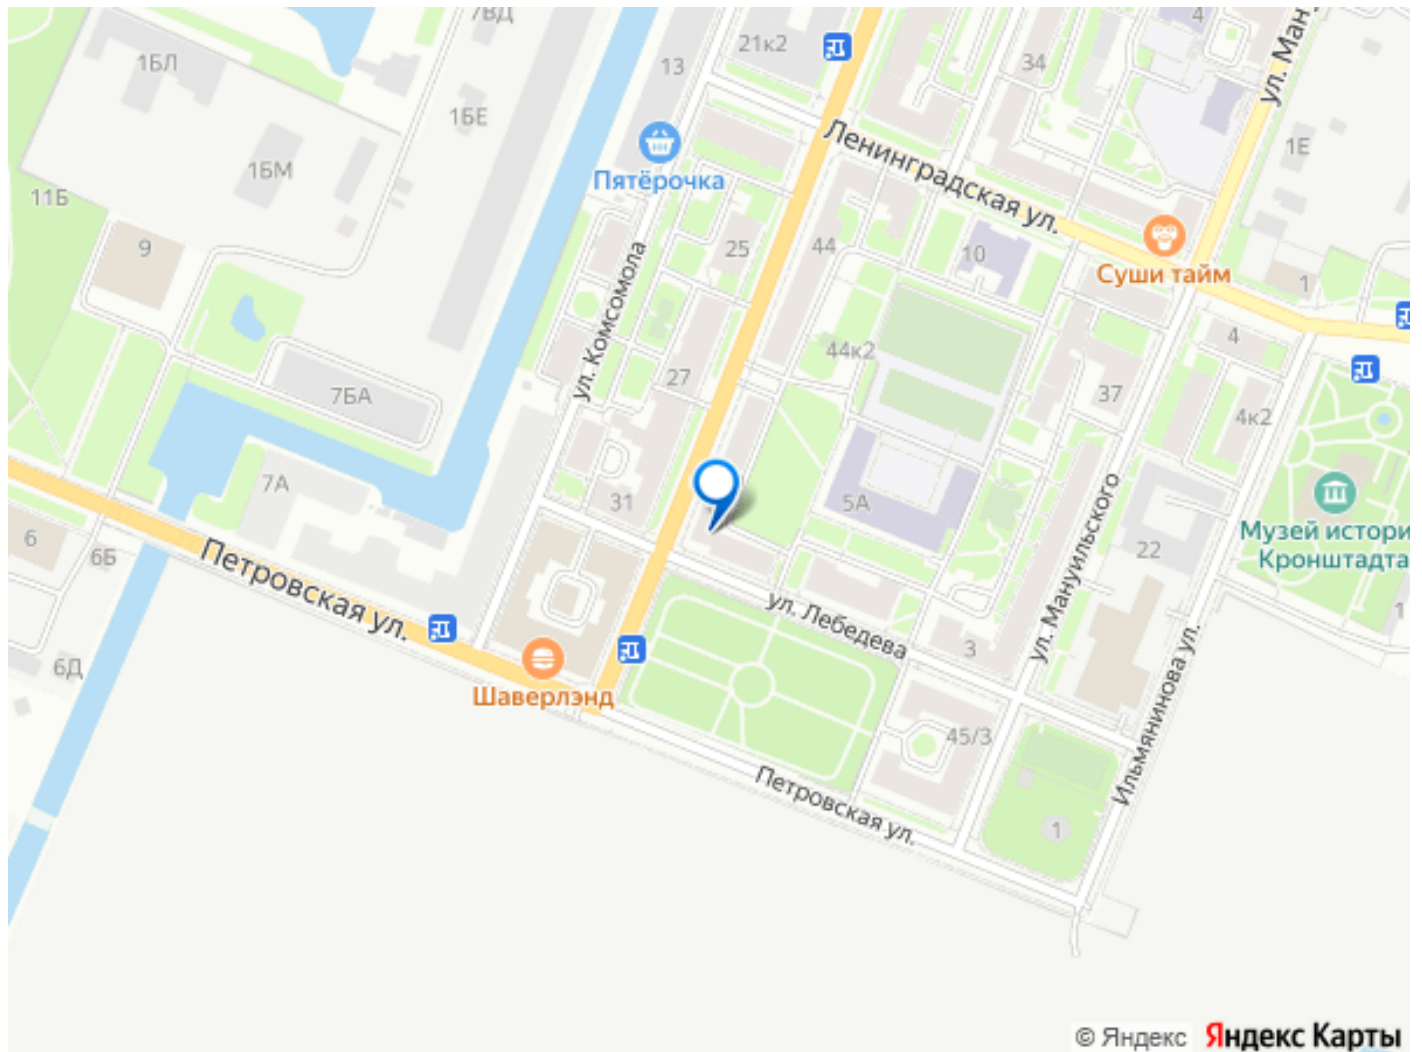 7ВД
4
21к2
1БЛ
13
34
ул. Ман
1БЕ
Ленинградская ул.
1Е
1БМ
Пятёрочка
11Б
9
25
44
10
Суши тайм
1
ул. Комсомола
44к2
4
27
7БА
37
4к2
7А
31
5А
ул. Мануильского
Музей истори
Кронштадта
6
6Б
22
Петровская ул.
ул. Лебедева
1
3
6Д
Шаверлэнд
Ильмянинова ул.
45/3
Петровская ул.
1
© Яндекс Яндекс Карты